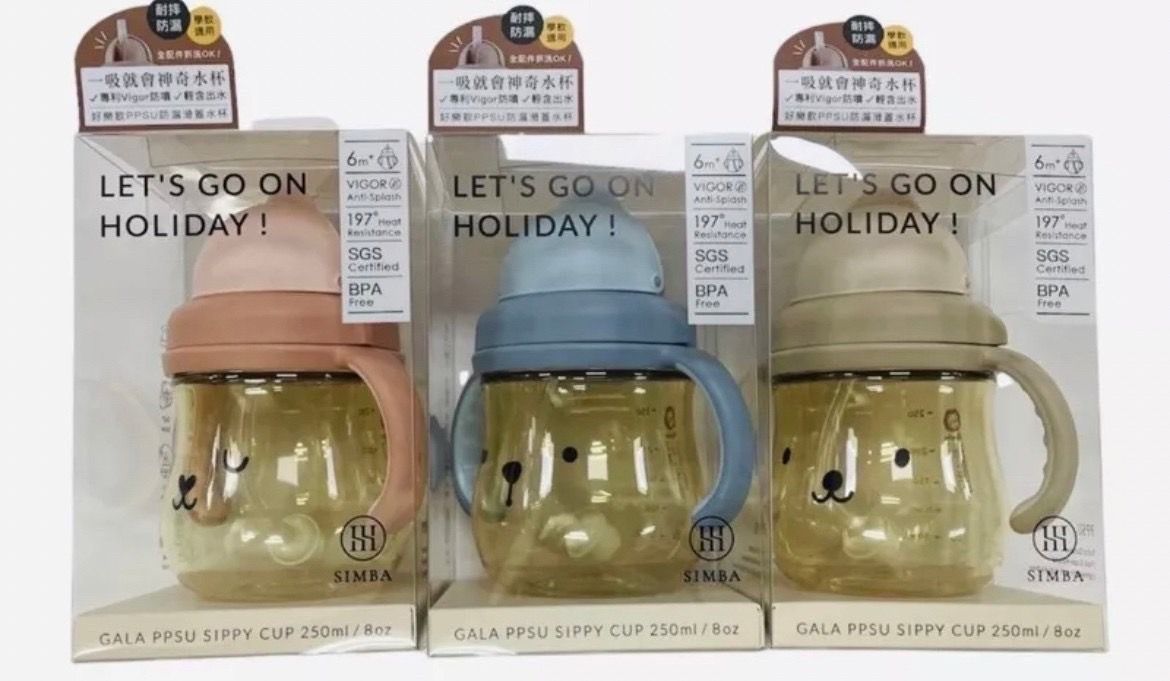 耐摔
防漏
學飲
適用
全配件拆洗OK!
一吸就會神奇水杯
✓專利Vigor防噴 ✓輕含出水
好樂飲PPSU防漏滑蓋水杯
LET'S GO ON
HOLIDAY !
6m+
VIGOR
Anti-Splash
197° Heat
Resistance
SGS
Certified
BPA
Free
SIMBA
GALA PPSU SIPPY CUP 250ml / 8oz
耐摔
防漏
學飲
適用
全配件拆洗OK!
一吸就會神奇水杯
✓專利Vigor防噴 ✓輕含出水
好樂飲PPSU防漏滑蓋水杯
LET'S GO ON
HOLIDAY !
6m+
VIGOR
Anti-Splash
197° Heat
Resistance
SGS
Certified
BPA
Free
SIMBA
GALA PPSU SIPPY CUP 250ml / 8oz
耐摔
防漏
學飲
適用
全配件拆洗OK!
一吸就會神奇水杯
✓專利Vigor防噴 ✓輕含出水
好樂飲PPSU防漏滑蓋水杯
LET'S GO ON
HOLIDAY !
6m+
VIGOR
Anti-Splash
197° Heat
Resistance
SGS
Certified
BPA
Free
SIMBA
GALA PPSU SIPPY CUP 250ml / 8oz